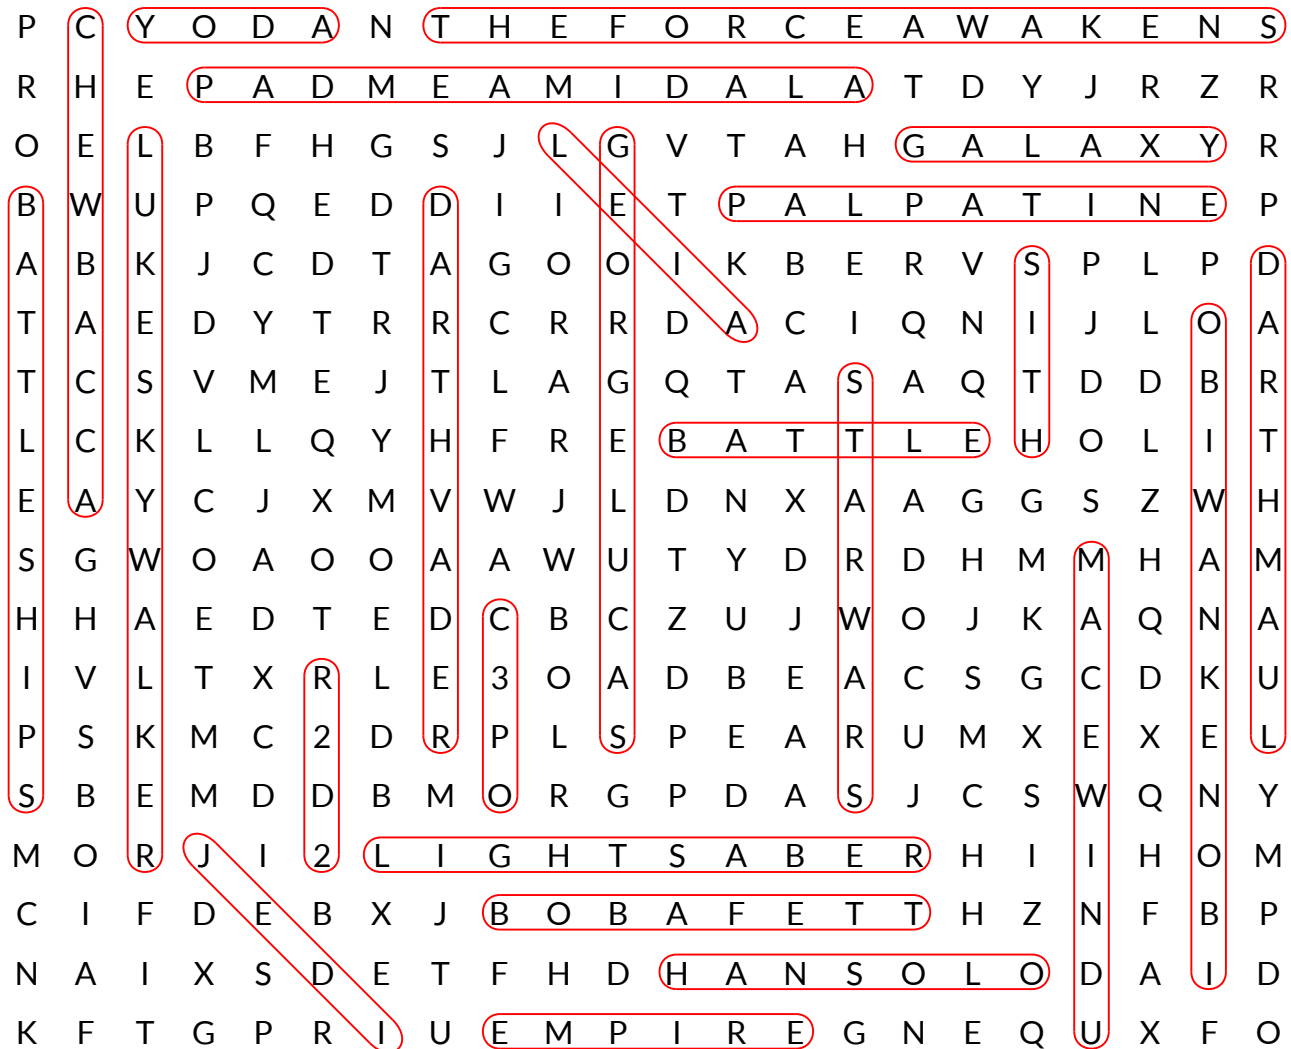 P C Y O D A N T H E F O R C E A W A K E N S
R H E P A D M E A M I D A L A T D Y J R Z R
O E L B F H G S J L G V T A H G A L A X Y R
B W U P Q E D D I I E T P A L P A T I N E P
A B K J C D T A G O O I K B E R V S P L P D
T A E D Y T R R C R R D A C I Q N I J L O A
T C S V M E J T L A G Q T A S A Q T D D B R
L C K L L Q Y H F R E B A T T L E H O L I T
E A Y C J X M V W J L D N X A A G G S Z W H
S G W O A O O A A W U T Y D R D H M M H A M
H H A E D T E D C B C Z U J W O J K A Q N A
I V L T X R L E 3 O A D B E A C S G C D K U
P S K M C 2 D R P L S P E A R U M X E X E L
S B E M D D B M O R G P D A S J C S W Q N Y
M O R J I 2 L I G H T S A B E R H I I H O M
C I F D E B X J B O B A F E T T H Z N F B P
N A I X S D E T F H D H A N S O L O D A I D
K F T G P R I U E M P I R E G N E Q U X F O